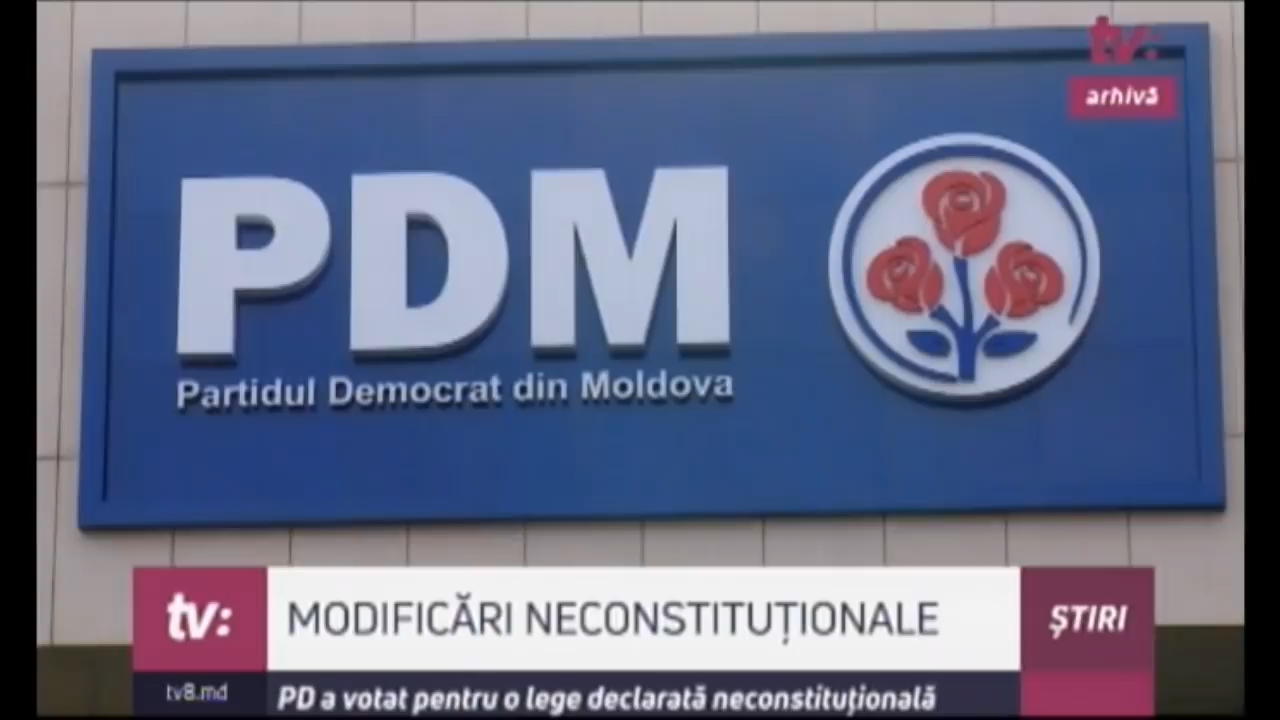 tv:
arhivă
PDM
Partidul Democrat din Moldova
tv:
MODIFICĂRI NECONSTITUȚIONALE
ȘTIRI
tv8.md
PD a votat pentru o lege declarată neconstituțională